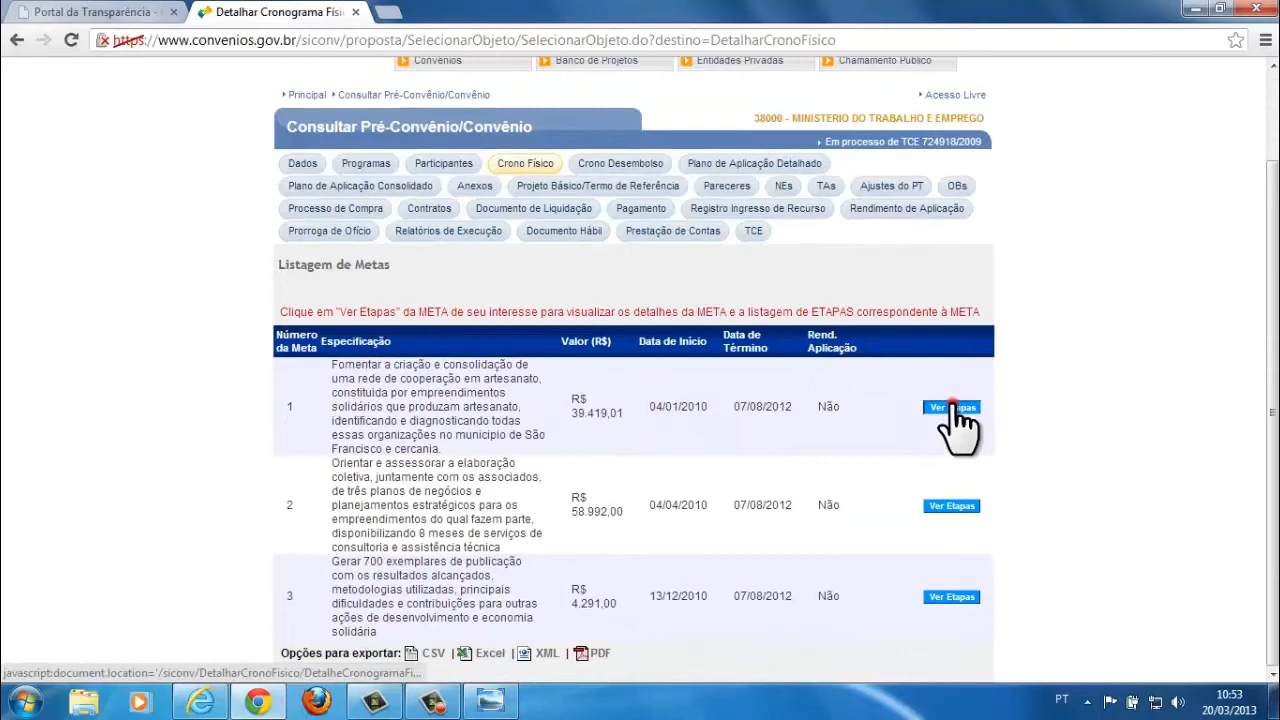 Portal da Transparência -
Detalhar Cronograma Físi
https://www.convenios.gov.br/siconv/proposta/SelecionarObjeto/SelecionarObjeto.do?destino=DetalharCronoFisico
Convênios Banco de Projetos Entidades Privadas Chamamento Público
Principal Consultar Pré-Convênio/Convênio Acesso Livre
Consultar Pré-Convênio/Convênio
38000 - MINISTERIO DO TRABALHO E EMPREGO
Em processo de TCE 724918/2009
Dados Programas Participantes Crono Físico Crono Desembolso Plano de Aplicação Detalhado
Plano de Aplicação Consolidado Anexos Projeto Básico/Termo de Referência Pareceres NEs TAs Ajustes do PT OBs
Processo de Compra Contratos Documento de Liquidação Pagamento Registro Ingresso de Recurso Rendimento de Aplicação
Prorroga de Ofício Relatórios de Execução Documento Hábil Prestação de Contas TCE
Listagem de Metas
Clique em "Ver Etapas" da META de seu interesse para visualizar os detalhes da META e a listagem de ETAPAS correspondente à META
Número da Meta Especificação Valor (R$) Data de Início Data de Término Rend. Aplicação
Fomentar a criação e consolidação de
uma rede de cooperação em artesanato,
constituida por empreendimentos
1 solidários que produzam artesanato, R$ 39.419,01 04/01/2010 07/08/2012 Não Ver Etapas
identificando e diagnosticando todas
essas organizações no municipio de São
Francisco e cercania.
Orientar e assessorar a elaboração
coletiva, juntamente com os associados,
de três planos de negócios e
2 planejamentos estratégicos para os R$ 58.992,00 04/04/2010 07/08/2012 Não Ver Etapas
empreendimentos do qual fazem parte,
disponibilizando 8 meses de serviços de
consultoria e assistência técnica
Gerar 700 exemplares de publicação
com os resultados alcançados,
metodologias utilizadas, principais
3 dificuldades e contribuições para outras R$ 4.291,00 13/12/2010 07/08/2012 Não Ver Etapas
ações de desenvolvimento e economia
solidária
Opções para exportar: CSV | Excel | XML | PDF
javascript:document.location='/siconv/DetalharCronoFisico/DetalheCronogramaFi...
PT 10:53
20/03/2013